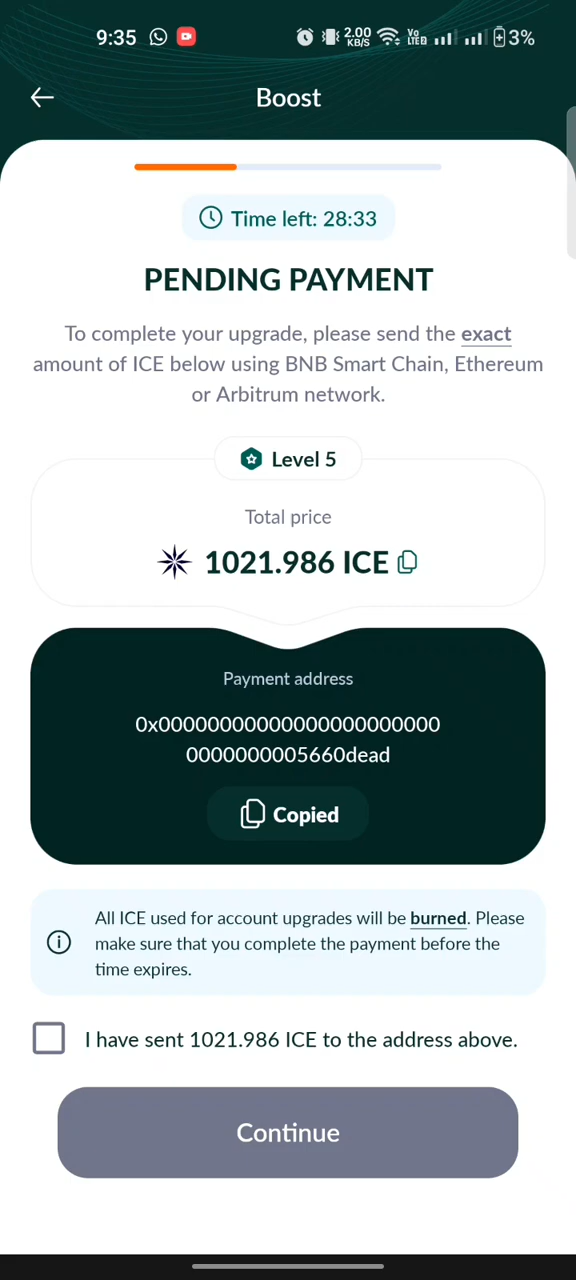 9:35 2.00 KB/S Vo LTE2 3%
Boost
Time left: 28:33
PENDING PAYMENT
To complete your upgrade, please send the exact
amount of ICE below using BNB Smart Chain, Ethereum
or Arbitrum network.
Level 5
Total price
1021.986 ICE
Payment address
0x00000000000000000000000
0000000005660dead
Copied
All ICE used for account upgrades will be burned. Please
make sure that you complete the payment before the
time expires.
I have sent 1021.986 ICE to the address above.
Continue